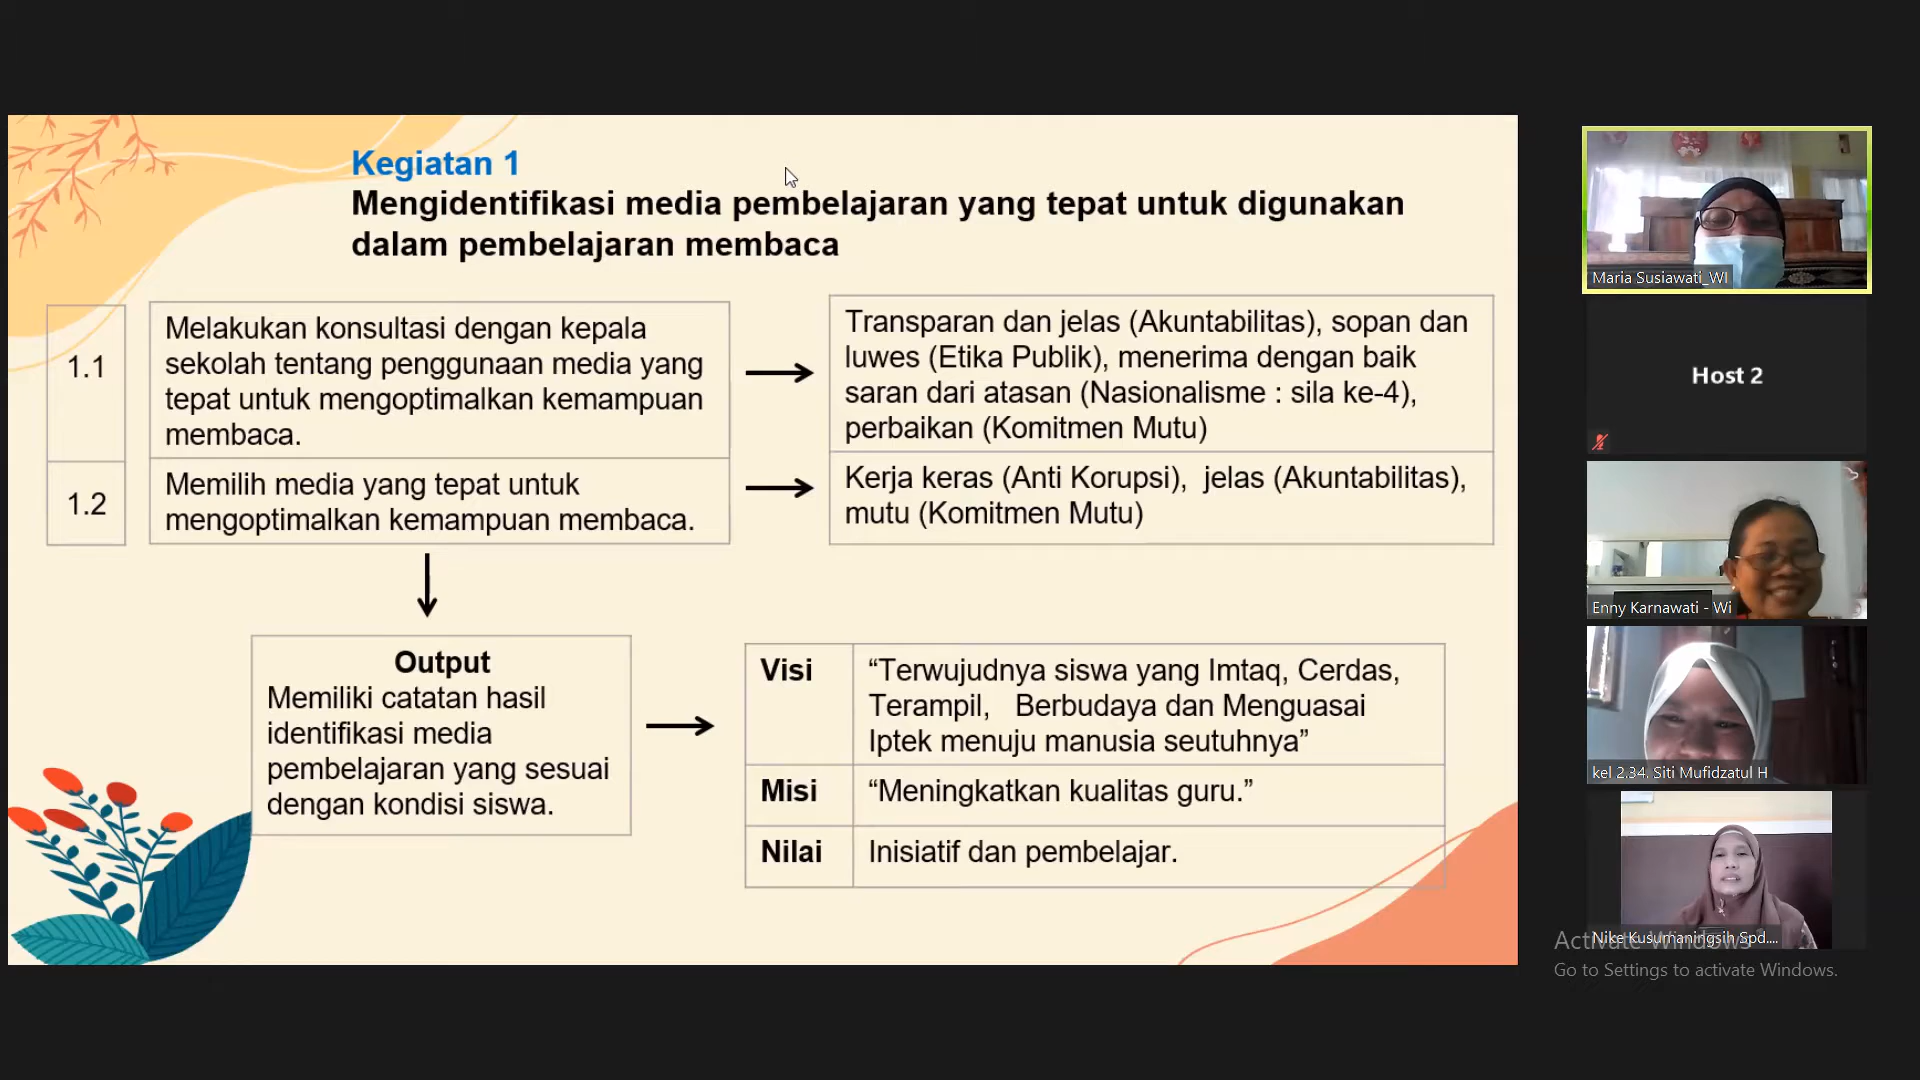 Kegiatan 1
Mengidentifikasi media pembelajaran yang tepat untuk digunakan
dalam pembelajaran membaca
1.1
Melakukan konsultasi dengan kepala
sekolah tentang penggunaan media yang
tepat untuk mengoptimalkan kemampuan
membaca.
Transparan dan jelas (Akuntabilitas), sopan dan
luwes (Etika Publik), menerima dengan baik
saran dari atasan (Nasionalisme : sila ke-4),
perbaikan (Komitmen Mutu)
1.2
Memilih media yang tepat untuk
mengoptimalkan kemampuan membaca.
Kerja keras (Anti Korupsi), jelas (Akuntabilitas),
mutu (Komitmen Mutu)
Output
Memiliki catatan hasil
identifikasi media
pembelajaran yang sesuai
dengan kondisi siswa.
Visi
“Terwujudnya siswa yang Imtaq, Cerdas,
Terampil, Berbudaya dan Menguasai
Iptek menuju manusia seutuhnya”
Misi
“Meningkatkan kualitas guru.”
Nilai
Inisiatif dan pembelajar.
Maria Susiawati_WI
Host 2
Enny Karnawati - Wi
kel 2.34. Siti Mufidzatul H
Nike Kusumaningsih Spd....
Activate Windows
Go to Settings to activate Windows.